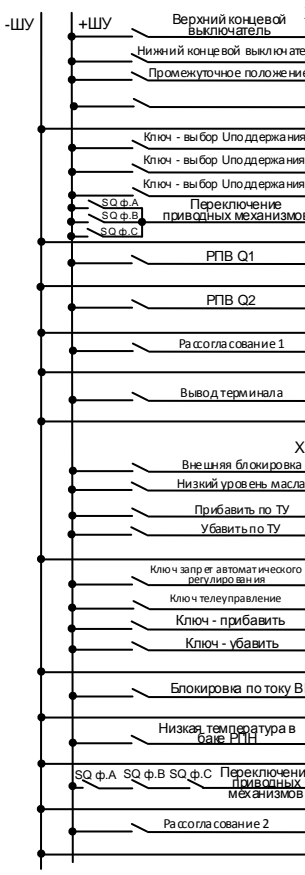 -ШУ
+ШУ
Верхний концевой
выключатель
Нижний концевой выключате
Промежуточное положение
Ключ - выбор Uподдержания
Ключ - выбор Uподдержания
Ключ - выбор Uподдержания
SQ ф.А
SQ ф.В
SQ ф.С
Переключение
приводных механизмов
РПВ Q1
РПВ Q2
Рассогласование 1
Вывод терминала
X
Внешняя блокировка
Низкий уровень масла
Прибавить по ТУ
Убавить по ТУ
Ключ запрет автоматического
регулирования
Ключ телеуправление
Ключ - прибавить
Ключ - убавить
Блокировка по току В
Низкая температура в
баке РПН
SQ ф.А SQ ф.В SQ ф.С
Переключени
приводных
механизмов
Рассогласование 2